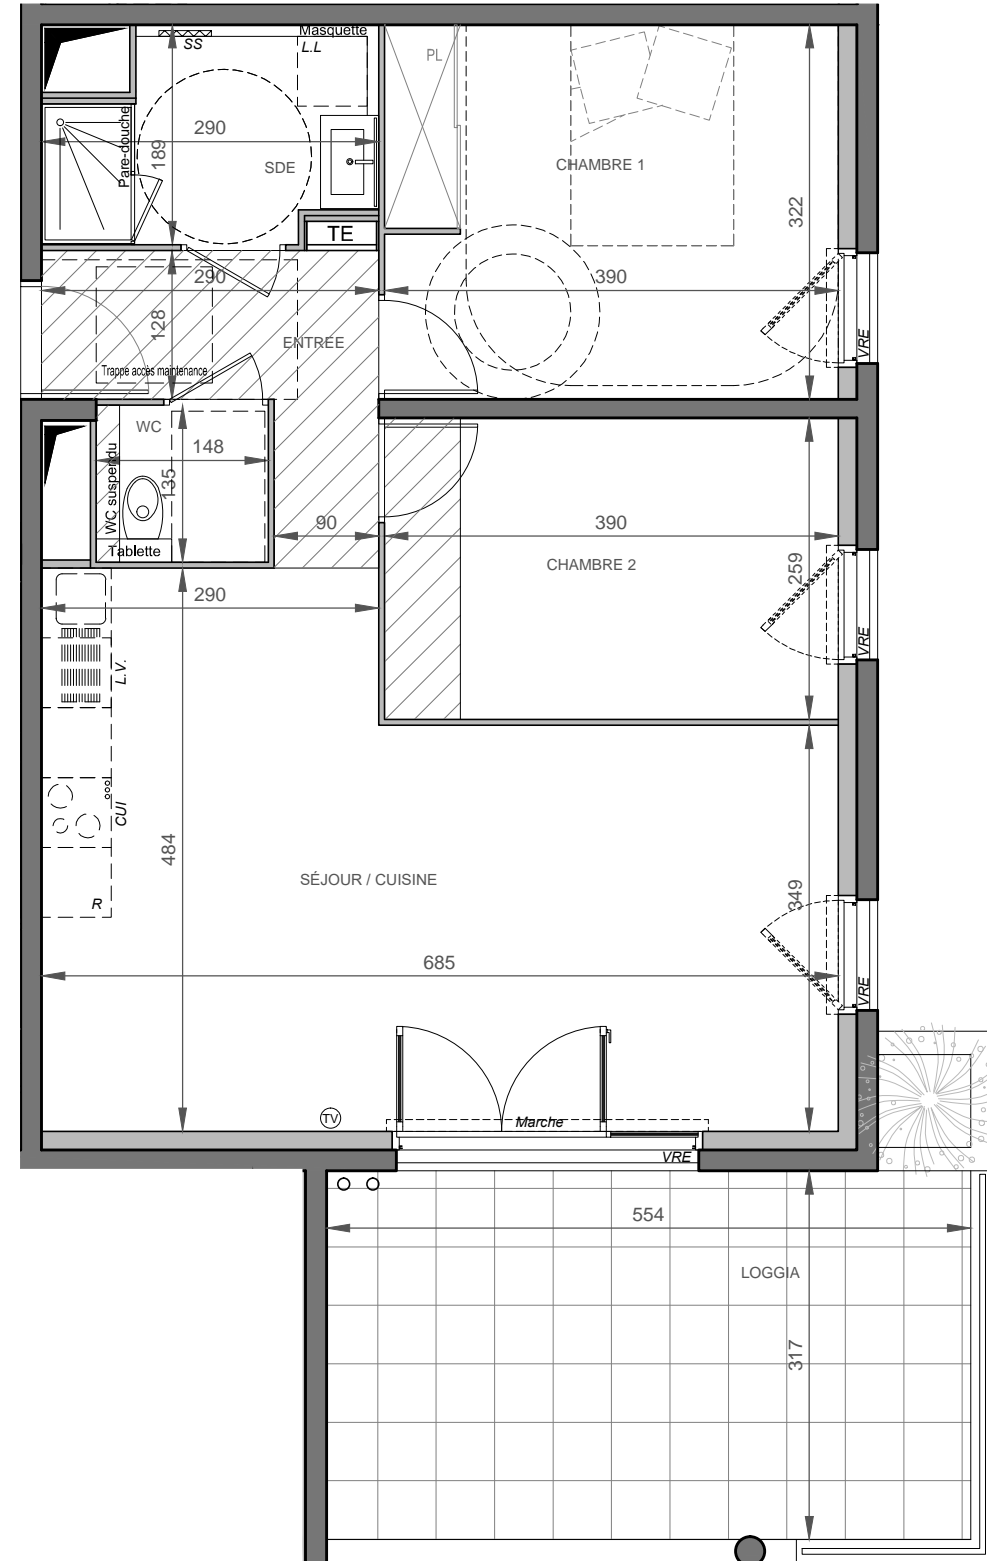 Masquette
SS
L.L
PL
Pare-douche
290
189
SDE
CHAMBRE 1
322
TE
290
390
128
ENTRÉE
VRE
Trappe accès maintenance
WC
148
135
WC suspendu
Tablette
90
390
259
CHAMBRE 2
290
VRE
L.V.
CUI
484
R
SÉJOUR / CUISINE
349
685
VRE
TV
Marche
VRE
554
LOGGIA
317